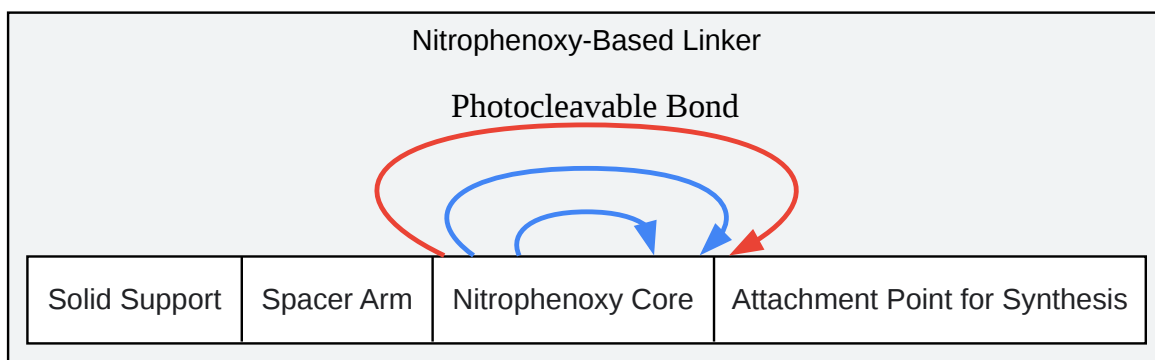 Nitrophenoxy-Based Linker
Photocleavable Bond
Solid Support
Spacer Arm
Nitrophenoxy Core
Attachment Point for Synthesis